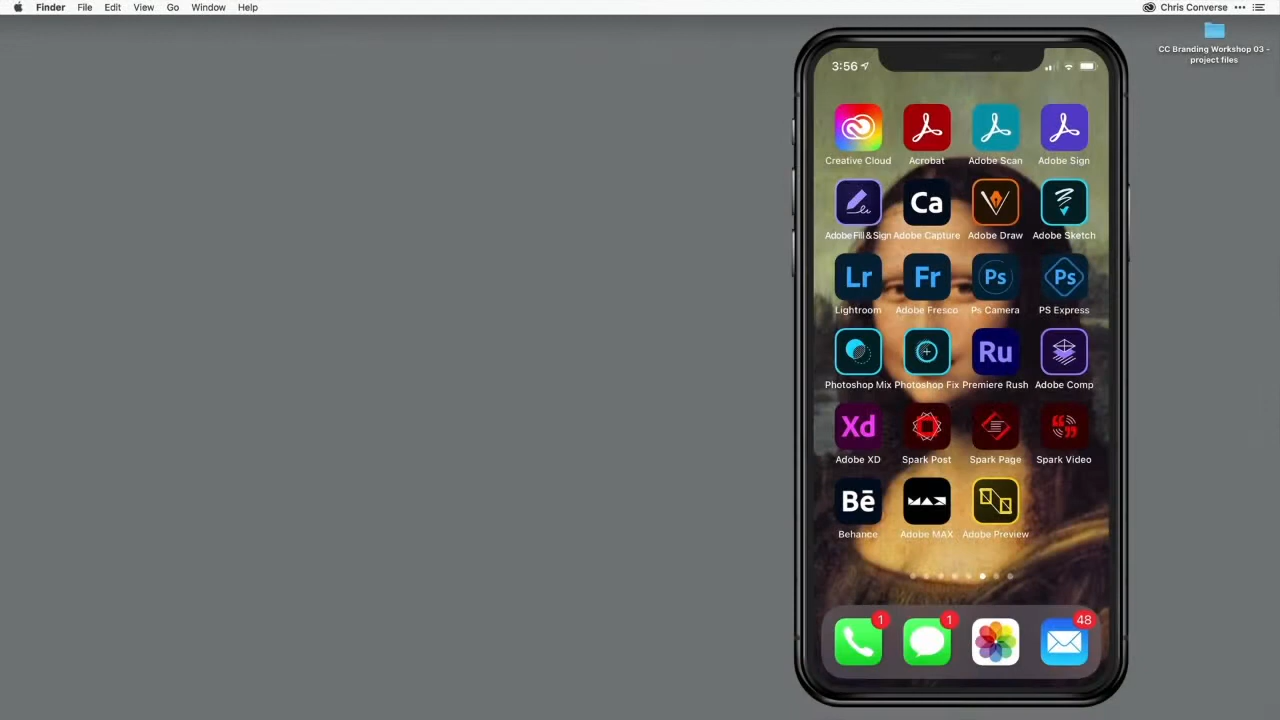 Finder File Edit View Go Window Help Chris Converse
CC Branding Workshop 03 -
project files
3:56
Creative Cloud Acrobat Adobe Scan Adobe Sign
Ca
Adobe Fill & Sign Adobe Capture Adobe Draw Adobe Sketch
Lr Fr Ps Ps
Lightroom Adobe Fresco Ps Camera PS Express
Ru
Photoshop Mix Photoshop Fix Premiere Rush Adobe Comp
Xd
Adobe XD Spark Post Spark Page Spark Video
Bē MAX
Behance Adobe MAX Adobe Preview
1 1 48